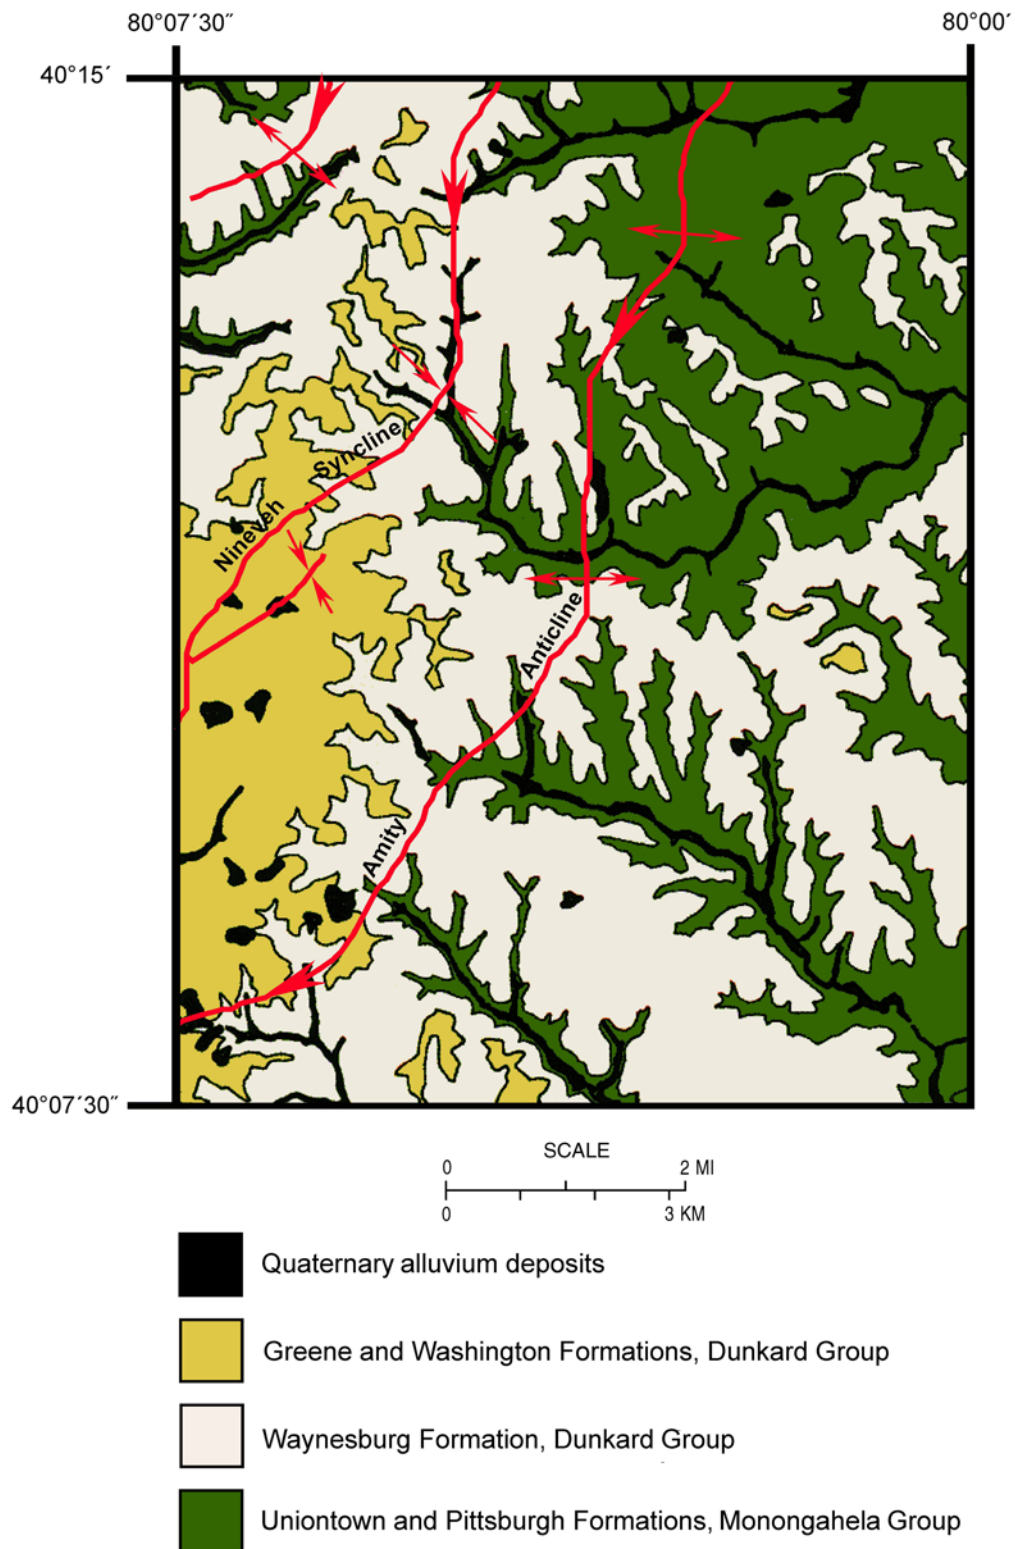 80°07′30″
80°00′
40°15′
Syncline
Nineveh
Anticline
Amity
40°07′30″
SCALE
0 2 MI
0 3 KM
Quaternary alluvium deposits
Greene and Washington Formations, Dunkard Group
Waynesburg Formation, Dunkard Group
Uniontown and Pittsburgh Formations, Monongahela Group